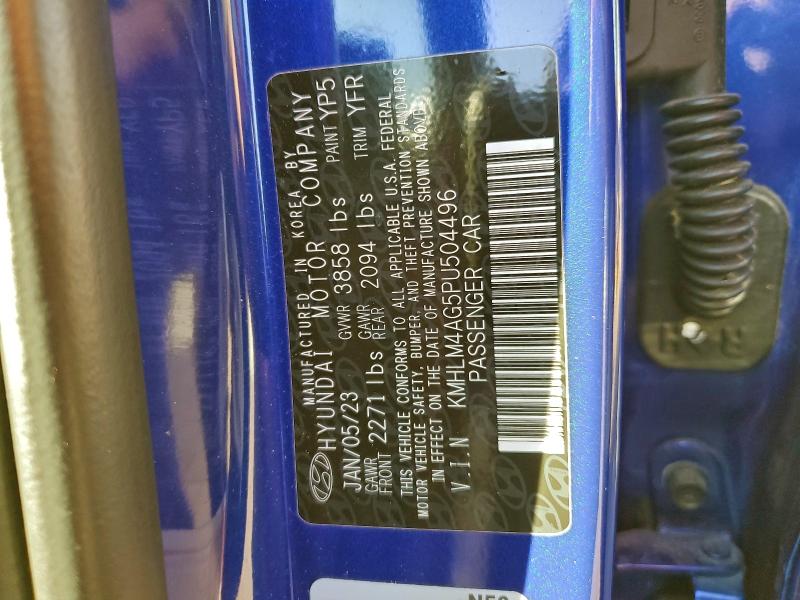 MANUFACTURED IN KOREA BY
HYUNDAI MOTOR COMPANY
JAN/05/23 GVWR 3858 lbs PAINT YP5
GAWR FRONT 2271 lbs GAWR REAR 2094 lbs TRIM YFR
THIS VEHICLE CONFORMS TO ALL APPLICABLE U.S.A. FEDERAL
MOTOR VEHICLE SAFETY, BUMPER, AND THEFT PREVENTION STANDARDS
IN EFFECT ON THE DATE OF MANUFACTURE SHOWN ABOVE.
V.I.N KMHLM4AG5PU504496
PASSENGER CAR